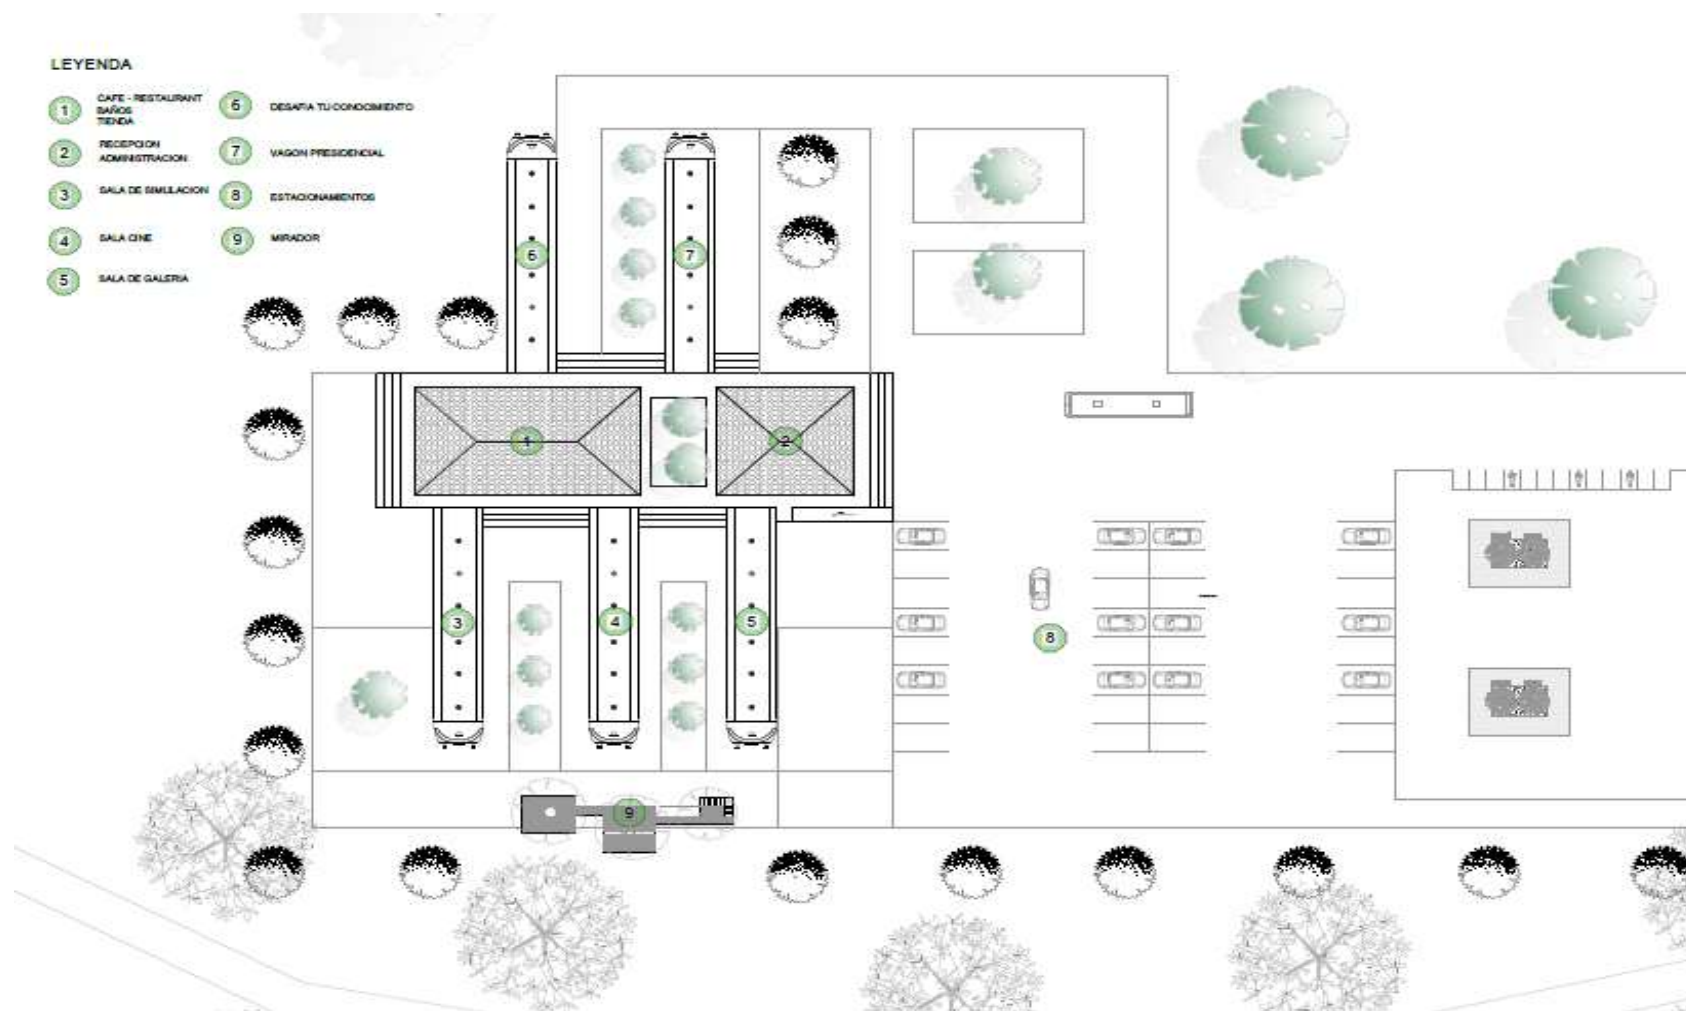 LEYENDA
1 CAFE - RESTAURANT
BAÑOS
TIENDA
2 RECEPCION
ADMINISTRACION
3 SALA DE SIMULACION
4 SALA CINE
5 SALA DE GALERIA
6 DESAFIA TU CONOCIMIENTO
7 VAGON PRESIDENCIAL
8 ESTACIONAMIENTOS
9 MIRADOR
6
7
1
2
3
4
5
8
9